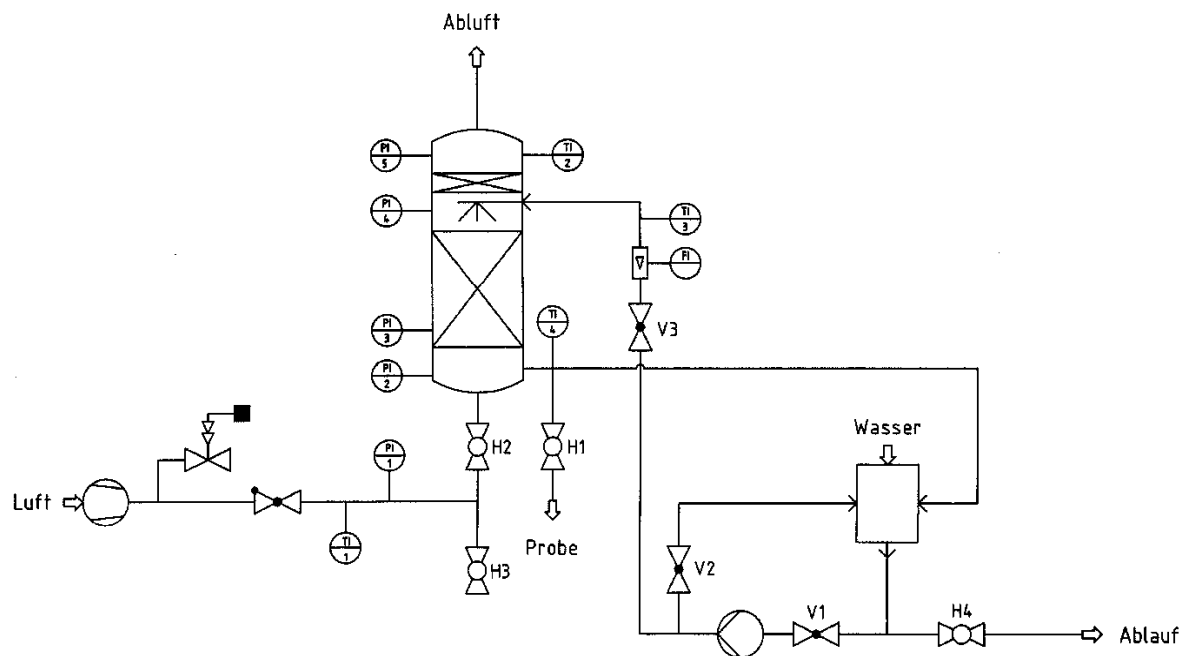 Abluft
PI
5
TI
2
PI
4
TI
3
FI
PI
3
TI
4
V3
PI
2
Wasser
H2
H1
PI
1
Luft
TI
1
Probe
H3
V2
V1
H4
Ablauf